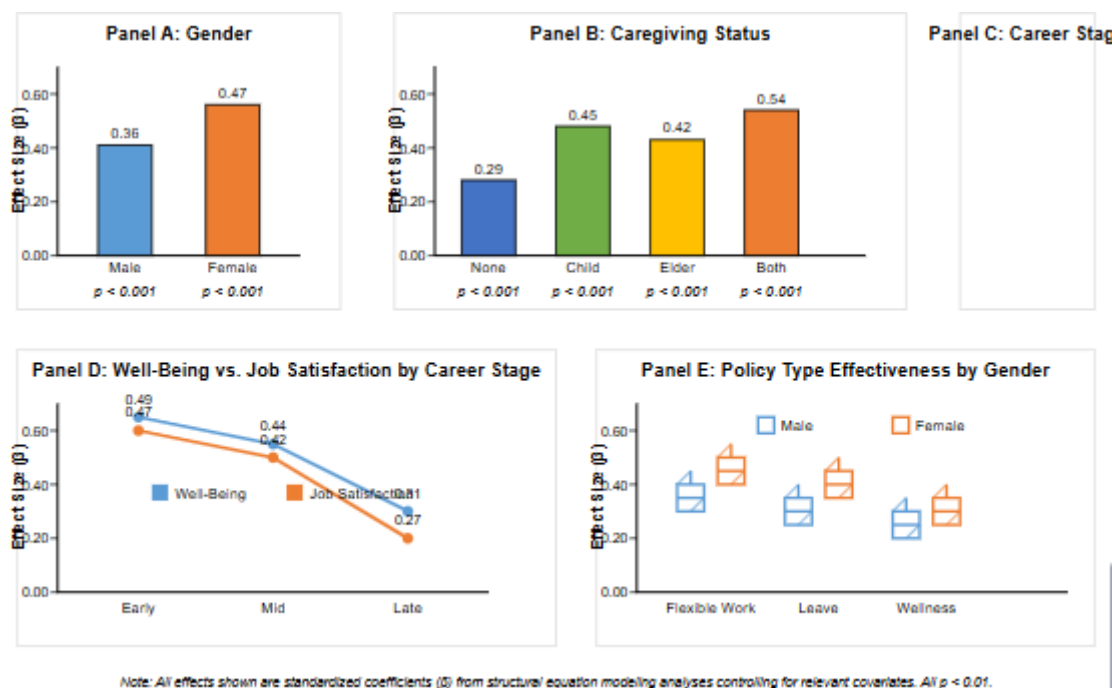 Panel A: Gender
Effect Size (β)
0.60
0.40
0.20
0.00
0.36
0.47
Male
Female
p < 0.001
p < 0.001
Panel B: Caregiving Status
Effect Size (β)
0.60
0.40
0.20
0.00
0.29
0.45
0.42
0.54
None
Child
Elder
Both
p < 0.001
p < 0.001
p < 0.001
p < 0.001
Panel C: Career Stag
Panel D: Well-Being vs. Job Satisfaction by Career Stage
Effect Size (β)
0.60
0.40
0.20
0.00
0.49
0.47
0.44
0.42
0.31
0.27
Well-Being
Job Satisfaction
Early
Mid
Late
Panel E: Policy Type Effectiveness by Gender
Effect Size (β)
0.60
0.40
0.20
0.00
Male
Female
Flexible Work
Leave
Wellness
Note: All effects shown are standardized coefficients (β) from structural equation modeling analyses controlling for relevant covariates. All p < 0.01.